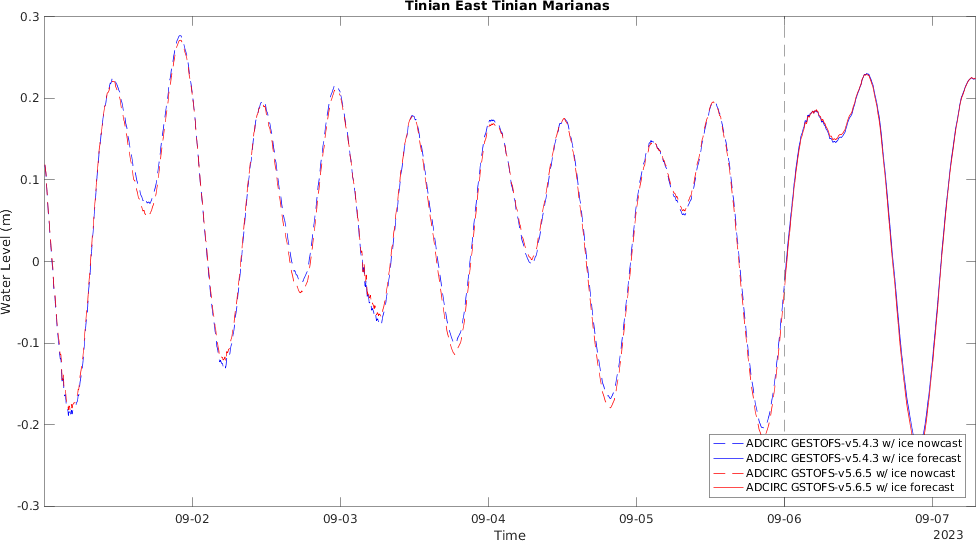 Tinian East Tinian Marianas
0.3
0.2
0.1
0
-0.1
-0.2
-0.3
Water Level (m)
ADCIRC GESTOFS-v5.4.3 w/ ice nowcast
ADCIRC GESTOFS-v5.4.3 w/ ice forecast
ADCIRC GSTOFS-v5.6.5 w/ ice nowcast
ADCIRC GSTOFS-v5.6.5 w/ ice forecast
09-02 09-03 09-04 09-05 09-06 09-07
Time
2023